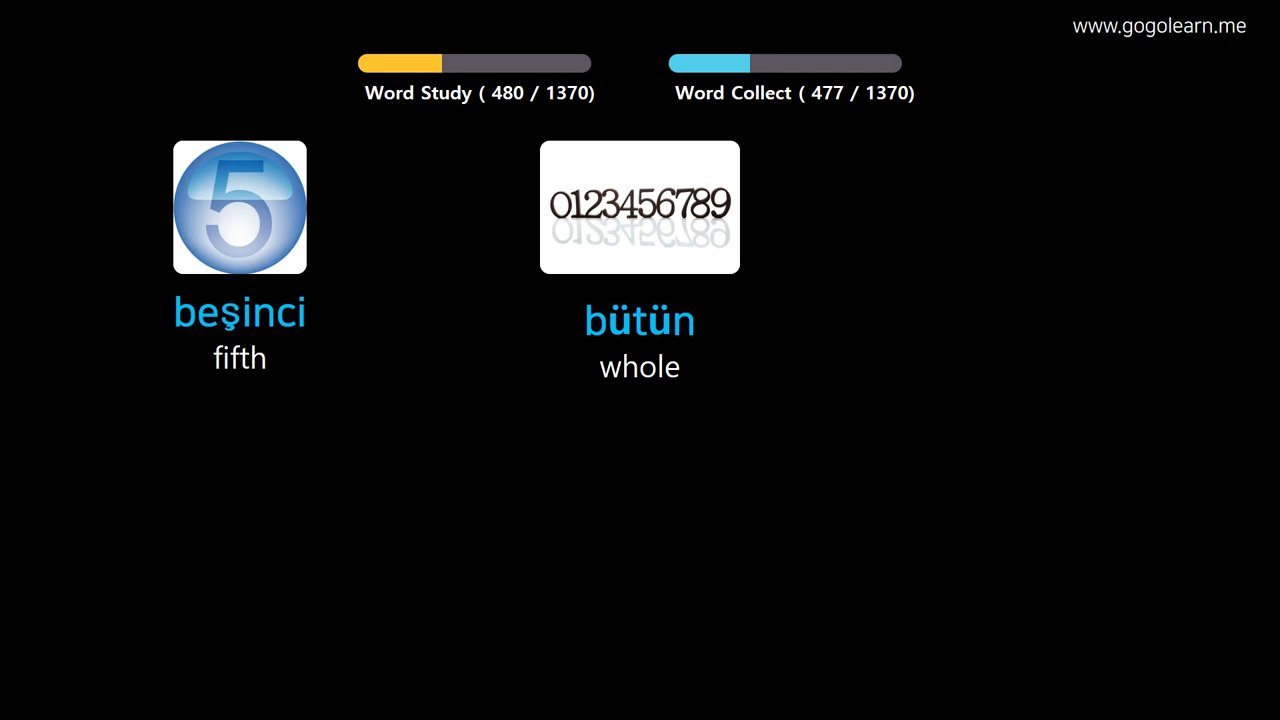 www.gogolearn.me
Word Study ( 480 / 1370)
Word Collect ( 477 / 1370)
5
0123456789
beşinci
fifth
bütün
whole